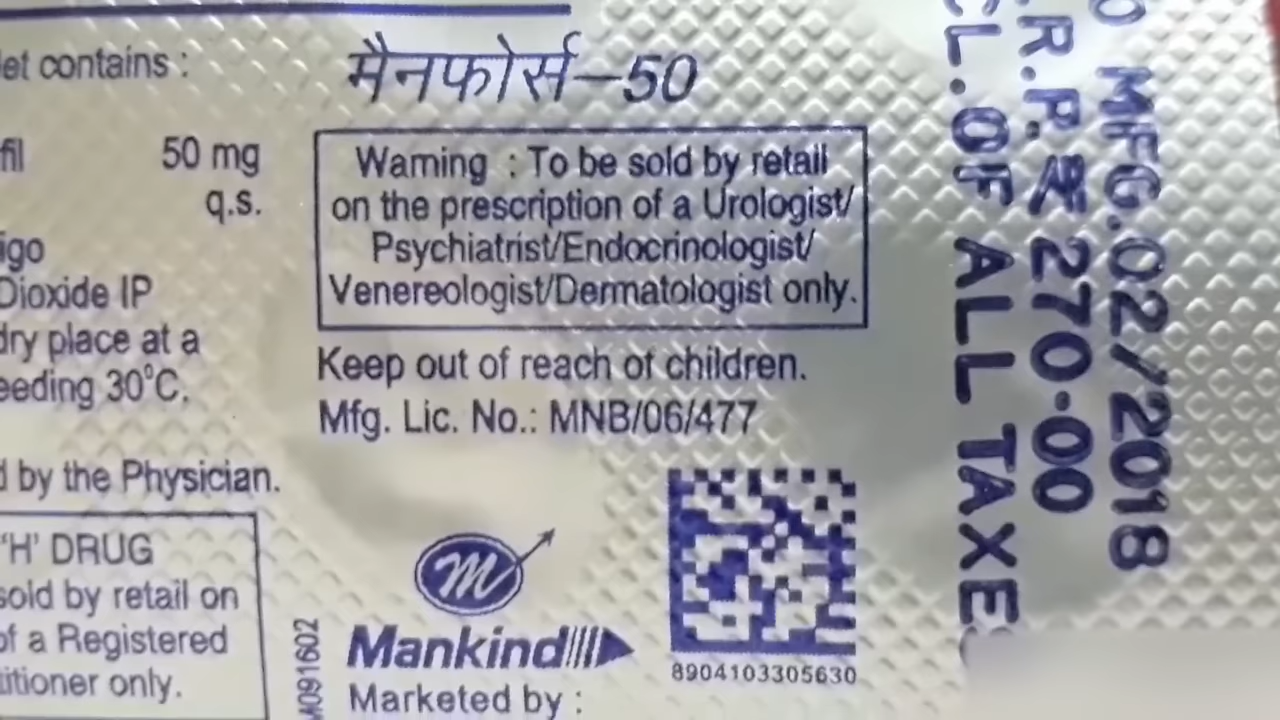 let contains :
fil 50 mg
q.s.
igo
Dioxide IP
dry place at a
eeding 30°C.
d by the Physician.
'H' DRUG
sold by retail on
of a Registered
titioner only.
मैनफोर्स–50
Warning : To be sold by retail
on the prescription of a Urologist/
Psychiatrist/Endocrinologist/
Venereologist/Dermatologist only.
Keep out of reach of children.
Mfg. Lic. No.: MNB/06/477
M
Mankind
Marketed by :
M091602
8904103305630
MFG.02/2018
.R.P.₹ 270-00
CL.OF ALL TAXES